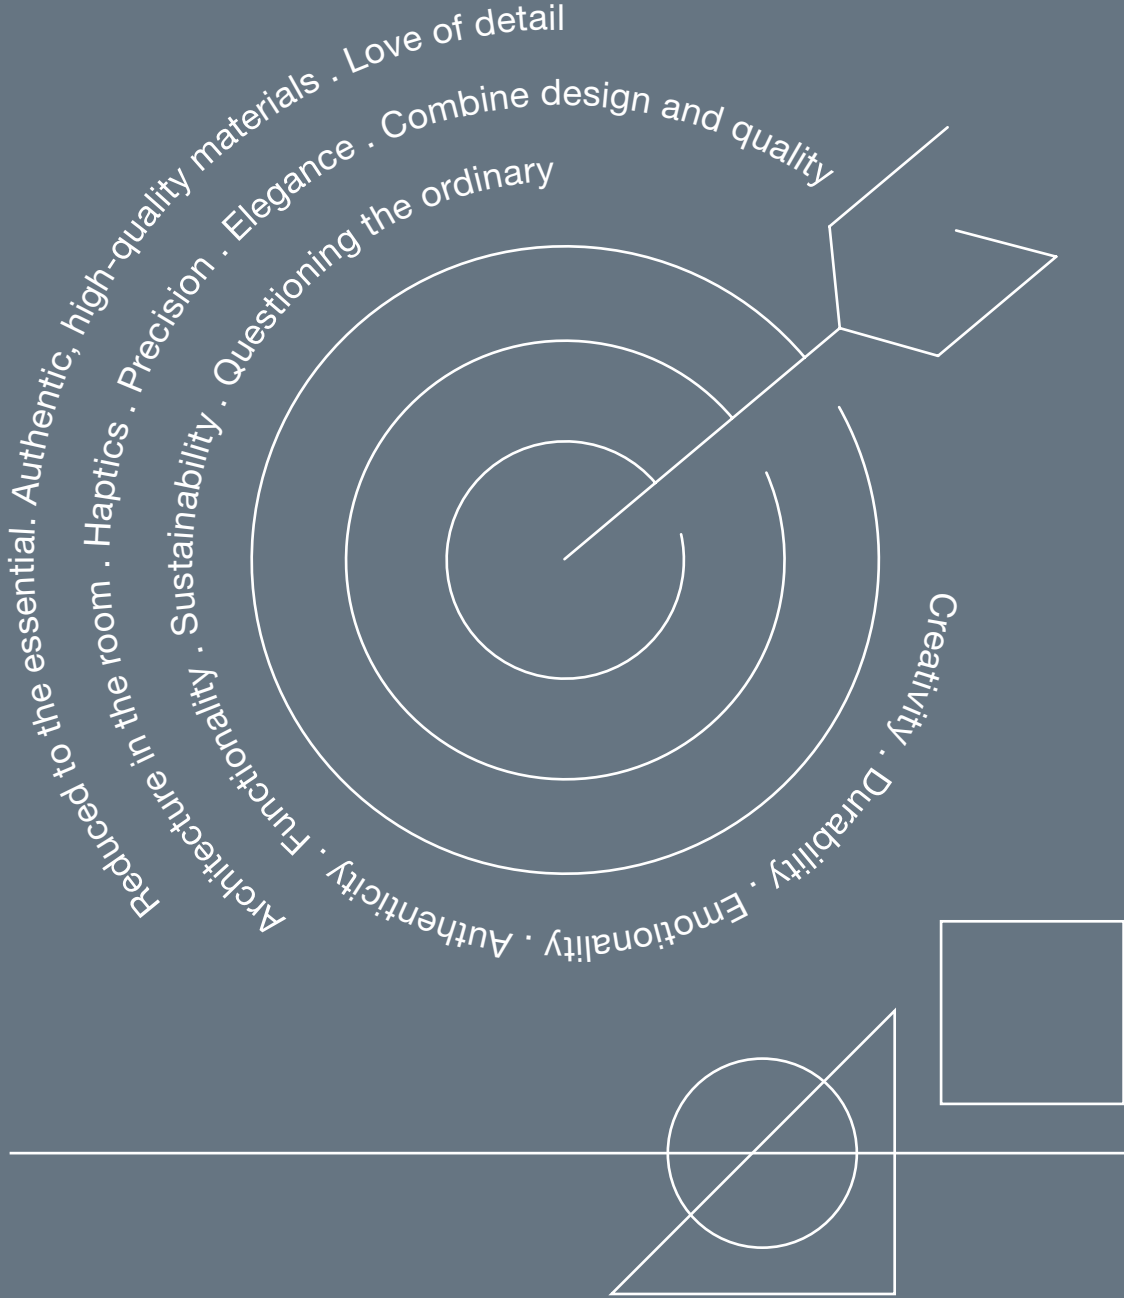 Reduced to the essential. Authentic, high-quality materials . Love of detail
Architecture in the room . Haptics . Precision . Elegance . Combine design and quality
Creativity . Durability . Emotionality . Authenticity . Functionality . Sustainability . Questioning the ordinary